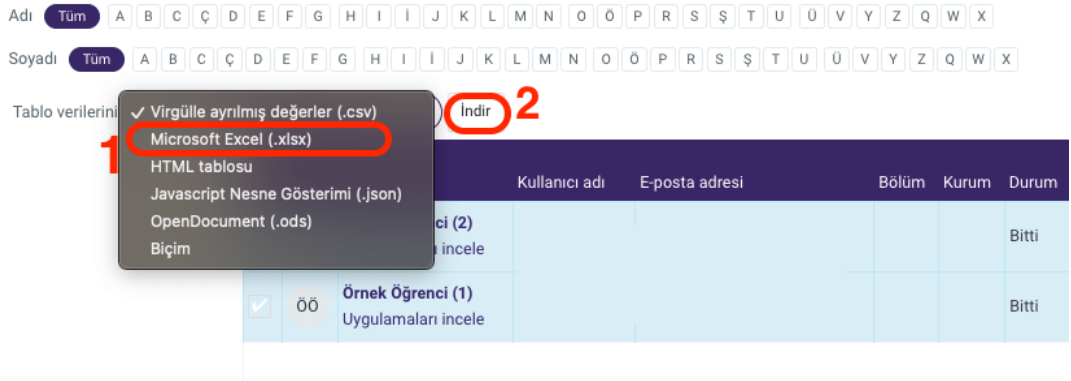 Adı Tüm A B C Ç D E F G H I İ J K L M N O Ö P R S Ş T U Ü V Y Z Q W X
Soyadı Tüm A B C Ç D E F G H I İ J K L M N O Ö P R S Ş T U Ü V Y Z Q W X
Tablo verilerini ✓ Virgülle ayrılmış değerler (.csv) İndir 2
1 Microsoft Excel (.xlsx)
HTML tablosu
Javascript Nesne Gösterimi (.json)
OpenDocument (.ods)
Biçim
Kullanıcı adı E-posta adresi Bölüm Kurum Durum
ci (2) Bitti
incele
ÖÖ Örnek Öğrenci (1) Bitti
Uygulamaları incele